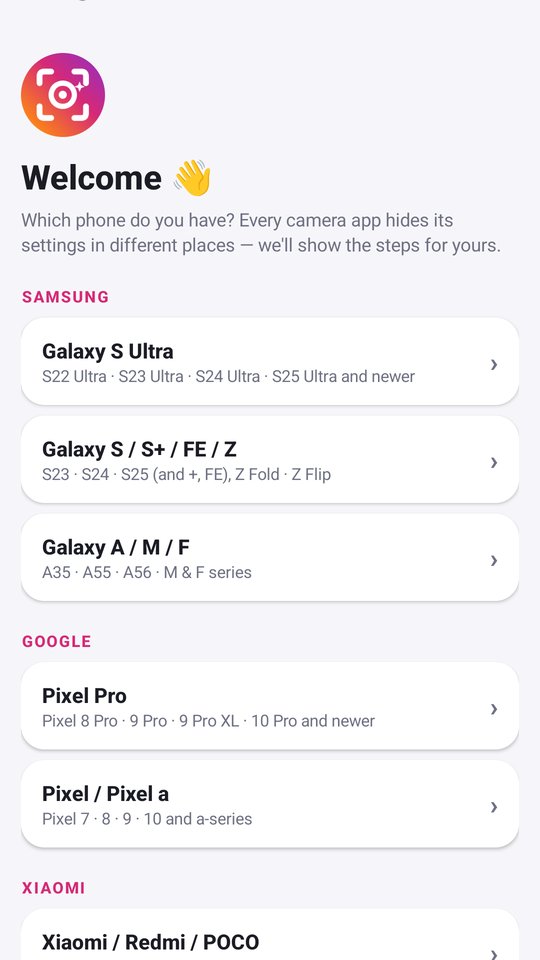 Welcome 👋
Which phone do you have? Every camera app hides its
settings in different places — we'll show the steps for yours.
SAMSUNG
Galaxy S Ultra
S22 Ultra · S23 Ultra · S24 Ultra · S25 Ultra and newer
Galaxy S / S+ / FE / Z
S23 · S24 · S25 (and +, FE), Z Fold · Z Flip
Galaxy A / M / F
A35 · A55 · A56 · M & F series
GOOGLE
Pixel Pro
Pixel 8 Pro · 9 Pro · 9 Pro XL · 10 Pro and newer
Pixel / Pixel a
Pixel 7 · 8 · 9 · 10 and a-series
XIAOMI
Xiaomi / Redmi / POCO